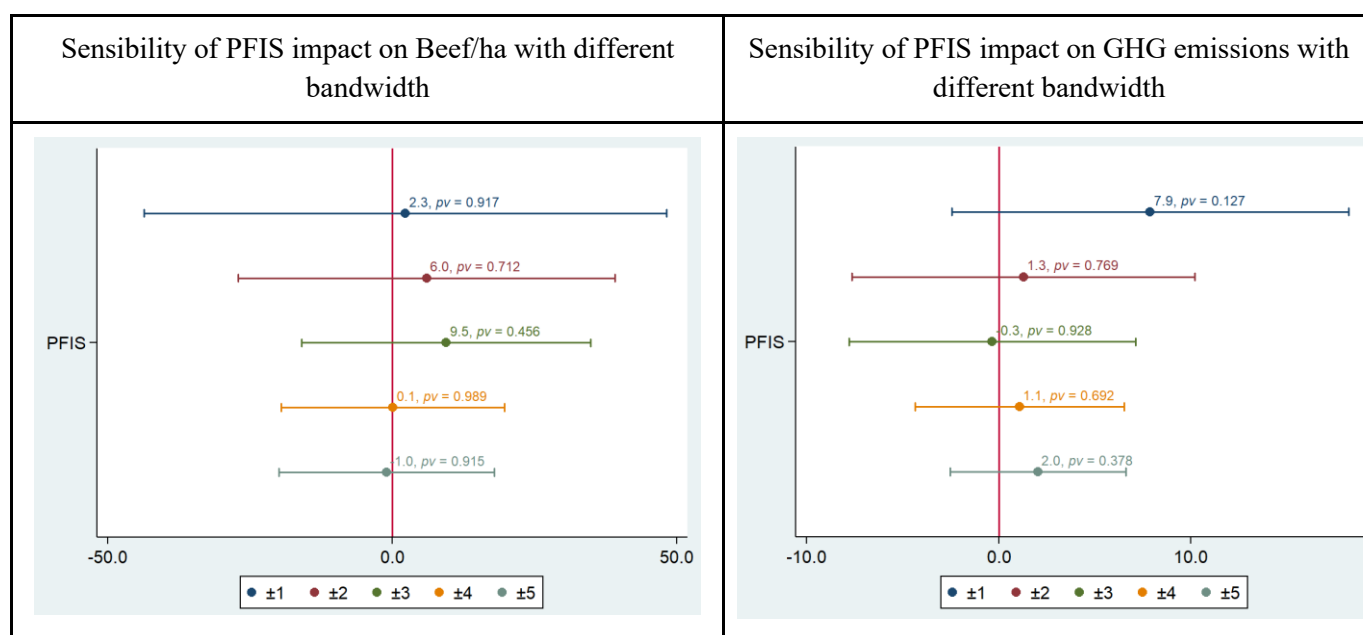 Sensibility of PFIS impact on Beef/ha with different
bandwidth
Sensibility of PFIS impact on GHG emissions with
different bandwidth
2.3, pv = 0.917
6.0, pv = 0.712
9.5, pv = 0.456
PFIS
0.1, pv = 0.989
-1.0, pv = 0.915
-50.0 0.0 50.0
±1 ±2 ±3 ±4 ±5
7.9, pv = 0.127
1.3, pv = 0.769
-0.3, pv = 0.928
PFIS
1.1, pv = 0.692
2.0, pv = 0.378
-10.0 0.0 10.0
±1 ±2 ±3 ±4 ±5